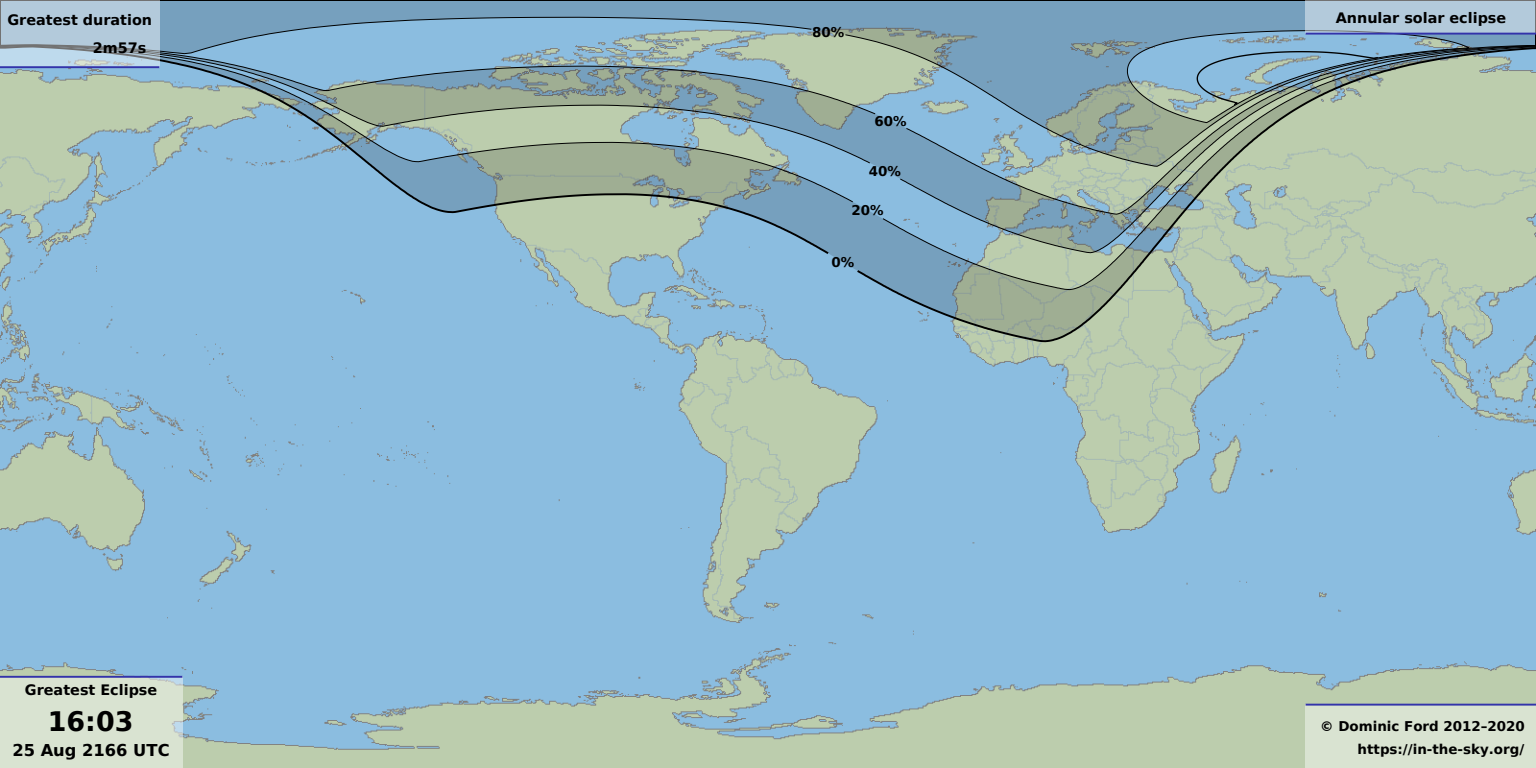 Greatest duration
2m57s
Annular solar eclipse
80%
60%
40%
20%
0%
Greatest Eclipse
16:03
25 Aug 2166 UTC
© Dominic Ford 2012–2020
https://in-the-sky.org/